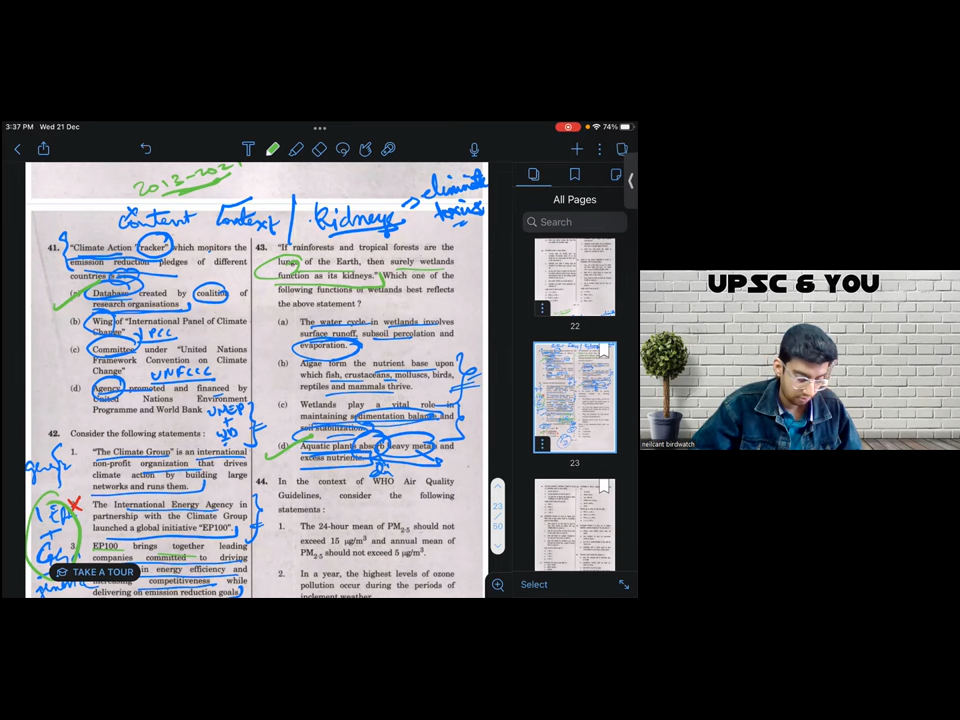 3:37 PM Wed 21 Dec
74%
T
2013-2021
Content
Context
Kidneys
eliminate
toxins
41. "Climate Action Tracker" which monitors the
emission reduction pledges of different
countries
(a) Database created by coalition of
research organisations
(b) Wing of "International Panel of Climate
Change"
IPCC
(c) Committee under "United Nations
Framework Convention on Climate
Change"
UNFCCC
(d) Agency promoted and financed by
United Nations Environment
Programme and World Bank
UNEP
+
WB
42. Consider the following statements :
1. "The Climate Group" is an international
non-profit organization that drives
climate action by building large
networks and runs them.
The International Energy Agency in
partnership with the Climate Group
launched a global initiative "EP100".
3. EP100 brings together leading
companies committed to driving
in energy efficiency and
increasing competitiveness while
delivering on emission reduction goals
43. "If rainforests and tropical forests are the
lungs of the Earth, then surely wetlands
function as its kidneys." Which one of the
following functions of wetlands best reflects
the above statement ?
(a) The water cycle in wetlands involves
surface runoff, subsoil percolation and
evaporation.
(b) Algae form the nutrient base upon
which fish, crustaceans, molluscs, birds,
reptiles and mammals thrive.
(c) Wetlands play a vital role in
maintaining sedimentation balance and
soil stabilization.
(d) Aquatic plants absorb heavy metals and
excess nutrients.
44. In the context of WHO Air Quality
Guidelines, consider the following
statements :
1. The 24-hour mean of PM2.5 should not
exceed 15 µg/m³ and annual mean of
PM2.5 should not exceed 5 µg/m³.
2. In a year, the highest levels of ozone
pollution occur during the periods of
inclement weather.
TAKE A TOUR
23
50
All Pages
Search
22
23
Select
UPSC & YOU
neilcant birdwatch